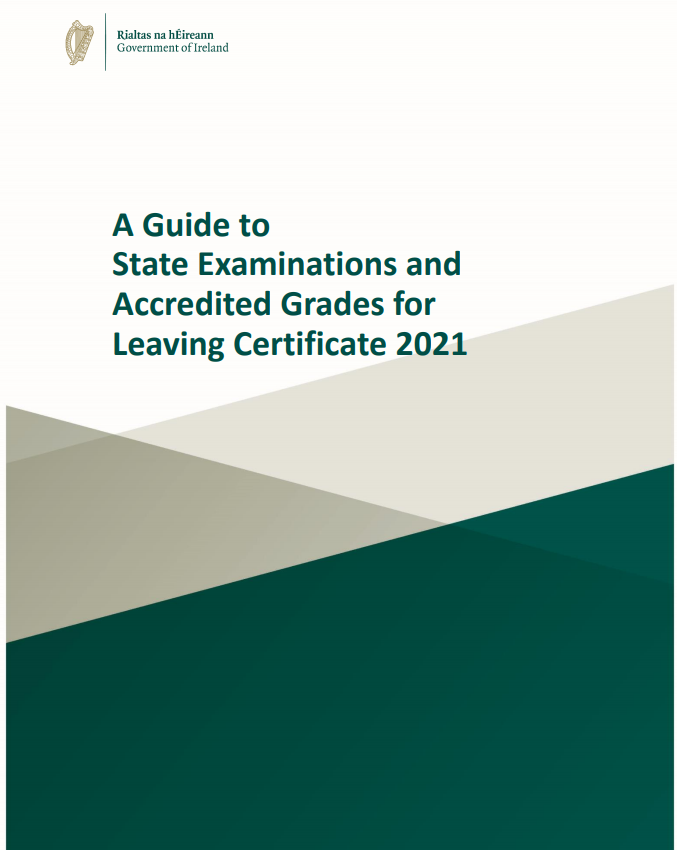 Rialtas na hÉireann
Government of Ireland
A Guide to
State Examinations and
Accredited Grades for
Leaving Certificate 2021